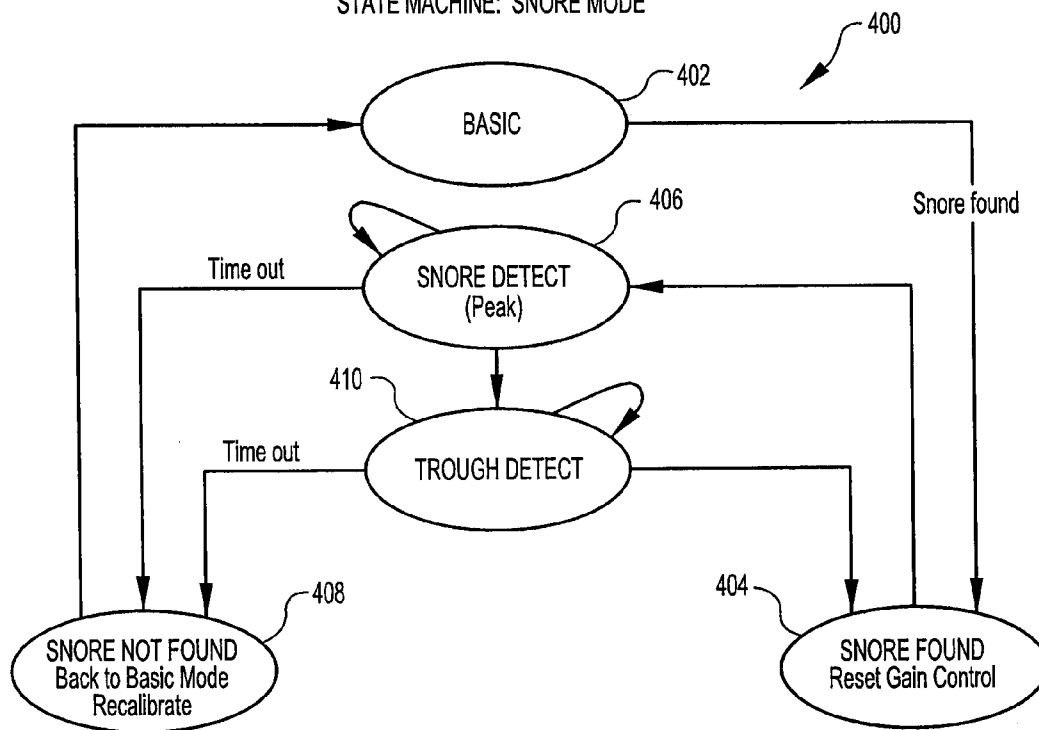 STATE MACHINE: SNORE MODE
400
402
BASIC
Snore found
406
SNORE DETECT
(Peak)
Time out
410
TROUGH DETECT
Time out
408
SNORE NOT FOUND
Back to Basic Mode
Recalibrate
404
SNORE FOUND
Reset Gain Control